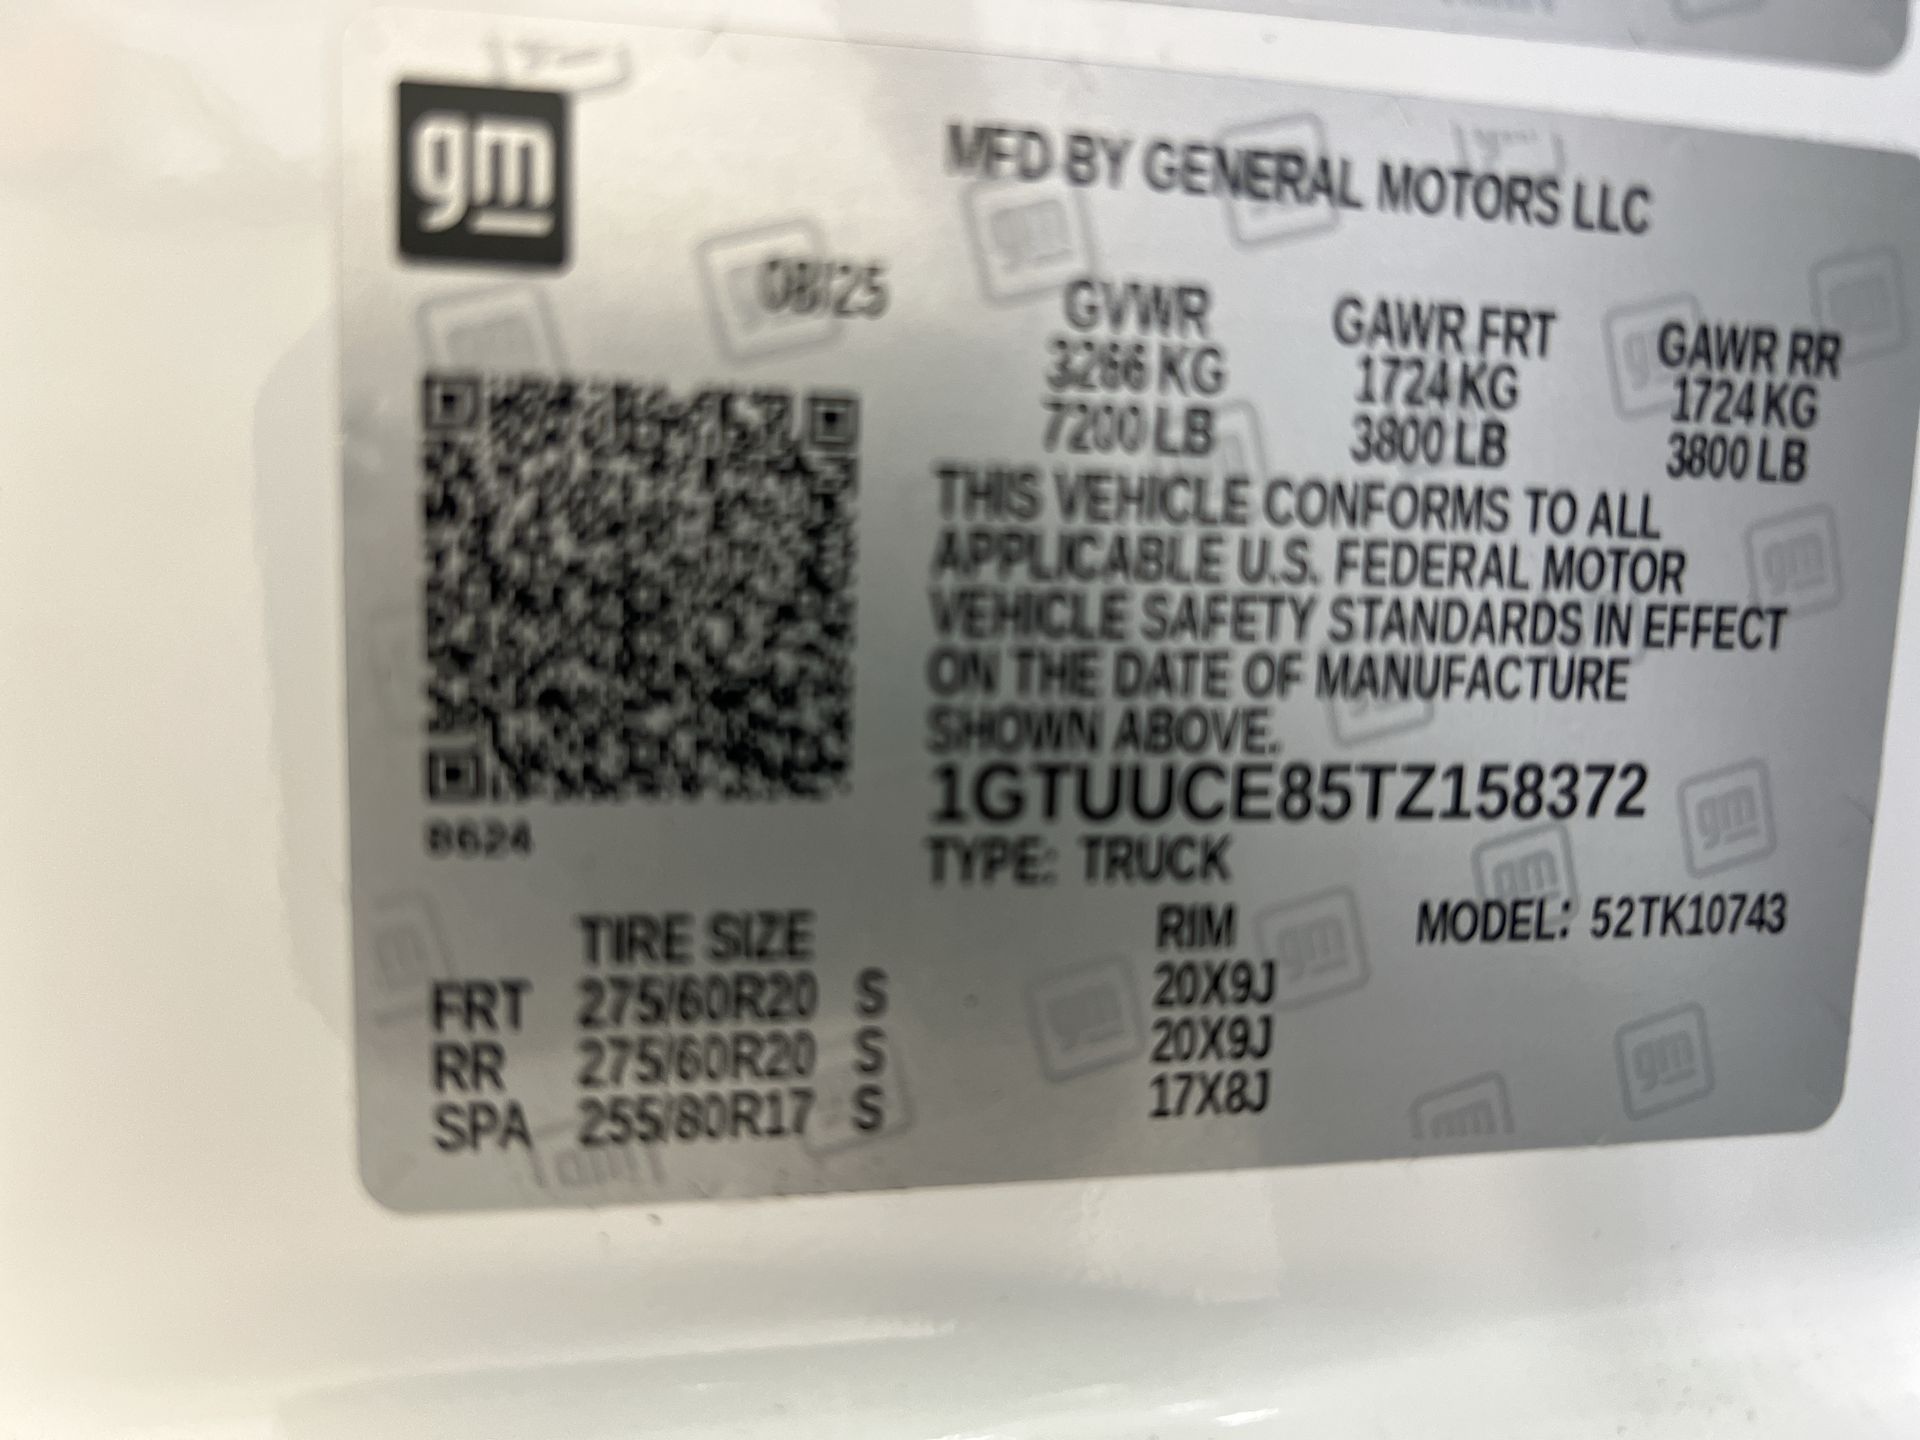 gm
MFD BY GENERAL MOTORS LLC
08/25
GVWR GAWR FRT GAWR RR
3266 KG 1724 KG 1724 KG
7200 LB 3800 LB 3800 LB
THIS VEHICLE CONFORMS TO ALL
APPLICABLE U.S. FEDERAL MOTOR
VEHICLE SAFETY STANDARDS IN EFFECT
ON THE DATE OF MANUFACTURE
SHOWN ABOVE.
1GTUUCE85TZ158372
8624
TYPE: TRUCK
TIRE SIZE RIM MODEL: 52TK10743
FRT 275/60R20 S 20X9J
RR 275/60R20 S 20X9J
SPA 255/80R17 S 17X8J